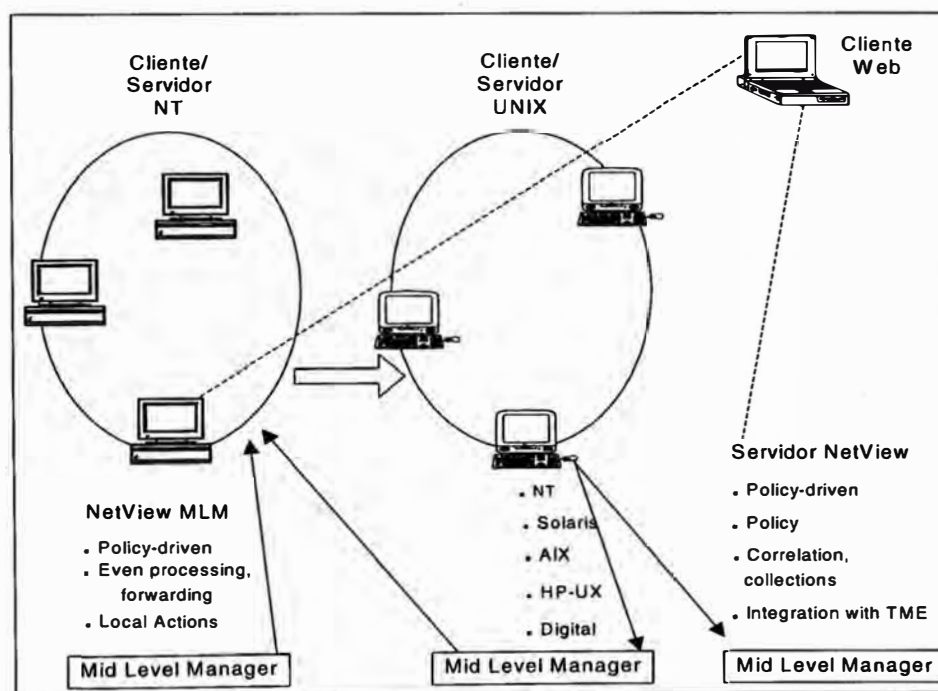 Cliente/
Servidor
NT
Cliente/
Servidor
UNIX
Cliente
Web
NetView MLM
. Policy-driven
. Even processing,
forwarding
. Local Actions
. NT
. Solaris
. AIX
. HP-UX
. Digital
Servidor NetView
. Policy-driven
. Policy
. Correlation,
collections
. Integration with TME
Mid Level Manager
Mid Level Manager
Mid Level Manager